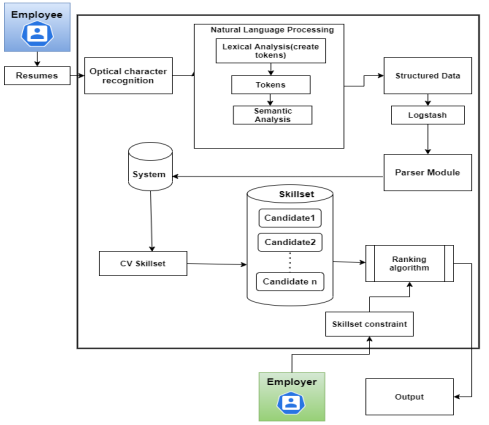 Employee
Resumes
Optical character
recognition
Natural Language Processing
Lexical Analysis(create
tokens)
Tokens
Semantic
Analysis
Structured Data
Logstash
Parser Module
System
CV Skillset
Skillset
Candidate1
Candidate2
Candidate n
Ranking
algorithm
Skillset constraint
Employer
Output